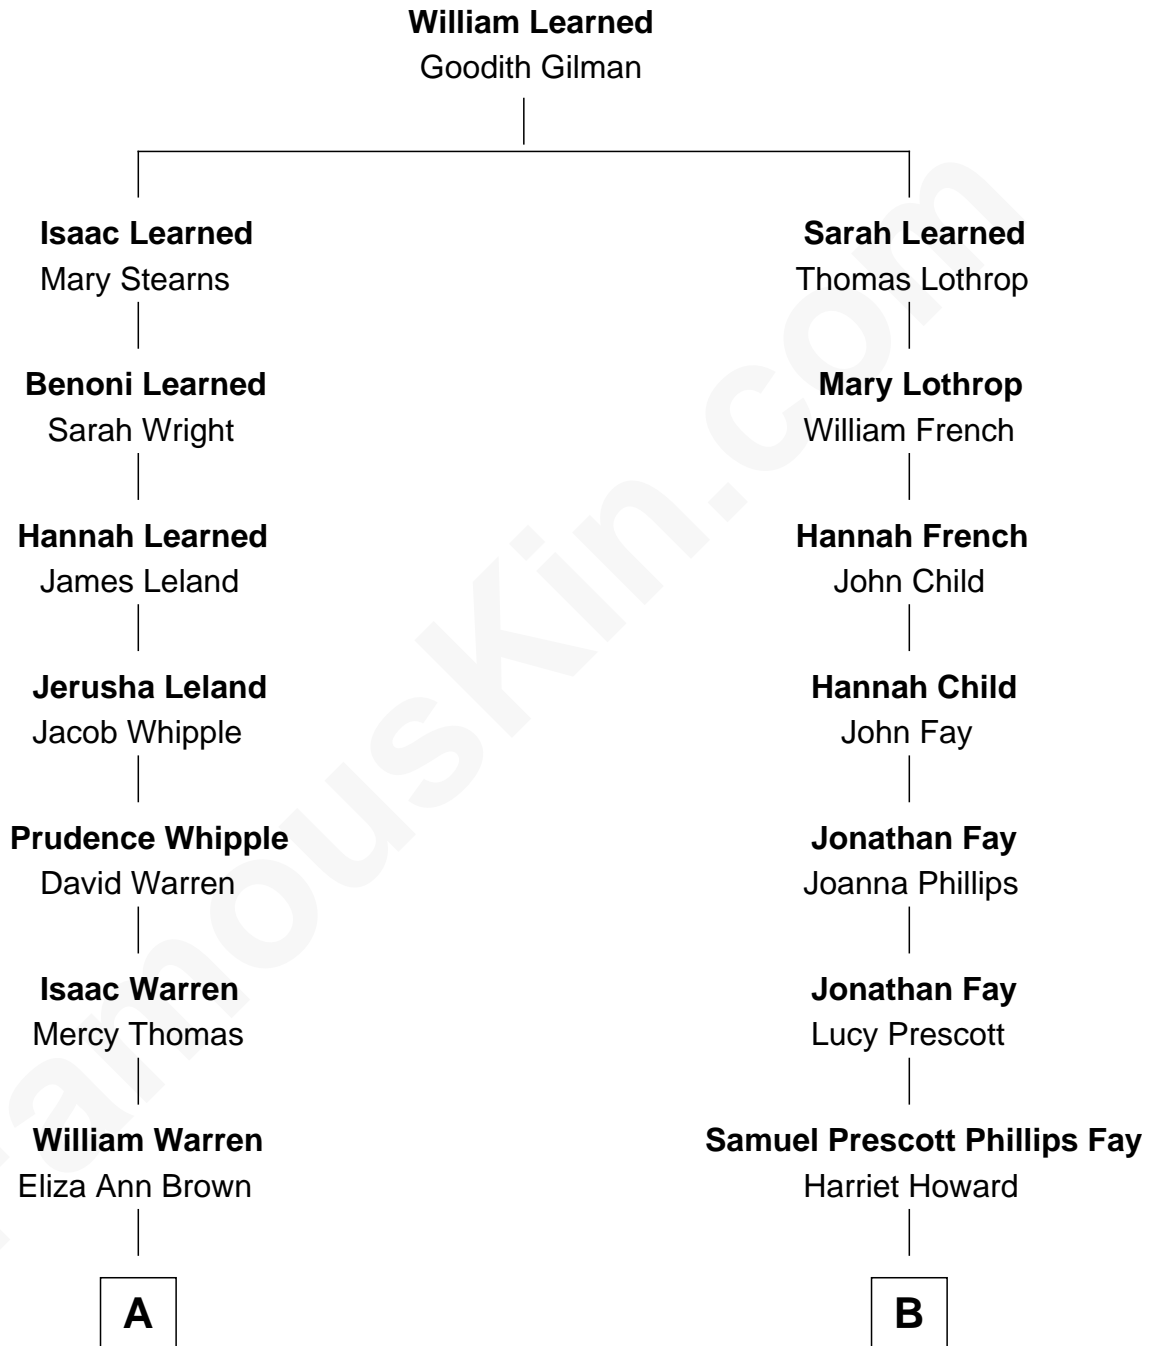 William Learned
Goodith Gilman
Isaac Learned
Mary Stearns
Sarah Learned
Thomas Lothrop
Benoni Learned
Sarah Wright
Mary Lothrop
William French
Hannah Learned
James Leland
Hannah French
John Child
Jerusha Leland
Jacob Whipple
Hannah Child
John Fay
Prudence Whipple
David Warren
Jonathan Fay
Joanna Phillips
Isaac Warren
Mercy Thomas
Jonathan Fay
Lucy Prescott
William Warren
Eliza Ann Brown
Samuel Prescott Phillips Fay
Harriet Howard
A
B
FamousKin.com